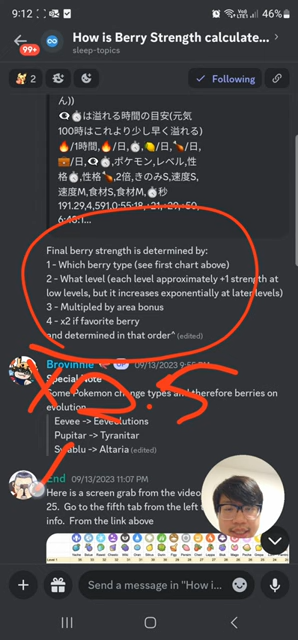 9:12
46%
99+
How is Berry Strength calculate...
sleep-topics
2
Following
ん))
👁‍🗨⏱は溢れる時間の目安(元気
100時はこれより少し早く溢れる)
🔥/1時間,🔥/日,⏱,🍋/日,🍗/日,
💼/日,👁‍🗨⏱,ポケモン,レベル,性
格⏱,性格🍗,2倍,きのみS,速度S,
速度M,食材S,食材M,⏱秒
Final berry strength is determined by:
1 - Which berry type (see first chart above)
2 - What level (each level approximately +1 strength at
low levels, but it increases exponentially at later levels)
3 - Multipled by area bonus
4 - x2 if favorite berry
and determined in that order^ (edited)
x2.5
Brovinnie OP 09/13/2023 9:55 PM
Special Note
Some Pokemon change types and therefore berries on
evolution
Eevee -> Eeveelutions
Pupitar -> Tyranitar
Swablu -> Altaria (edited)
End 09/13/2023 11:07 PM
Here is a screen grab from the video
25. Go to the fifth tab from the left
info. From the link above
Send a message in "How i...